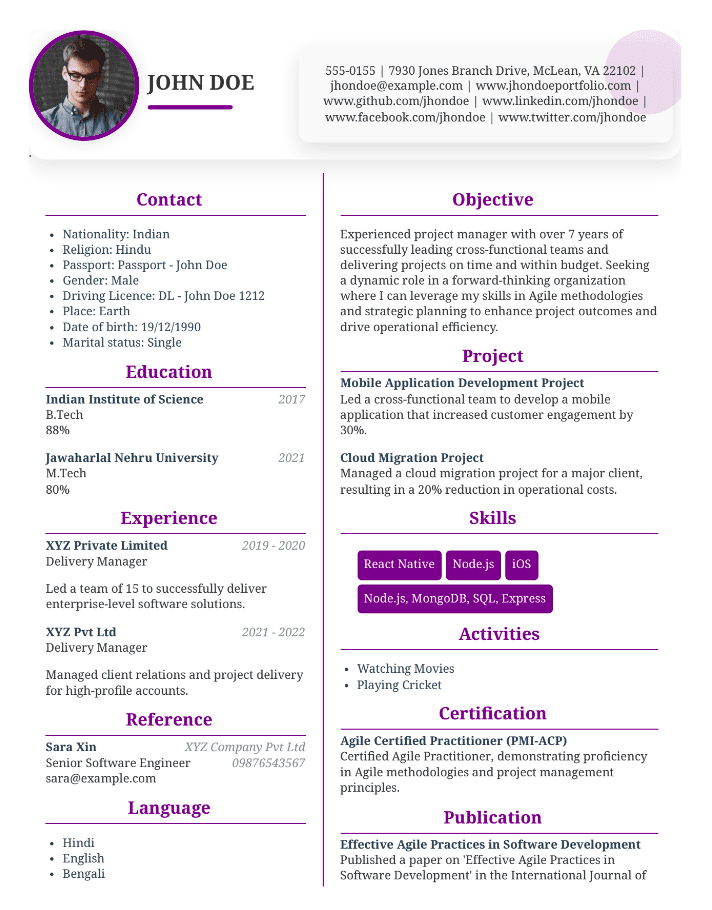 JOHN DOE
555-0155 | 7930 Jones Branch Drive, McLean, VA 22102 |
jhondoe@example.com | www.jhondoeportfolio.com |
www.github.com/jhondoe | www.linkedin.com/jhondoe |
www.facebook.com/jhondoe | www.twitter.com/jhondoe
Contact
• Nationality: Indian
• Religion: Hindu
• Passport: Passport - John Doe
• Gender: Male
• Driving Licence: DL - John Doe 1212
• Place: Earth
• Date of birth: 19/12/1990
• Marital status: Single
Education
Indian Institute of Science 2017
B.Tech
88%
Jawaharlal Nehru University 2021
M.Tech
80%
Experience
XYZ Private Limited 2019 - 2020
Delivery Manager
Led a team of 15 to successfully deliver
enterprise-level software solutions.
XYZ Pvt Ltd 2021 - 2022
Delivery Manager
Managed client relations and project delivery
for high-profile accounts.
Reference
Sara Xin XYZ Company Pvt Ltd
Senior Software Engineer 09876543567
sara@example.com
Language
• Hindi
• English
• Bengali
Objective
Experienced project manager with over 7 years of
successfully leading cross-functional teams and
delivering projects on time and within budget. Seeking
a dynamic role in a forward-thinking organization
where I can leverage my skills in Agile methodologies
and strategic planning to enhance project outcomes and
drive operational efficiency.
Project
Mobile Application Development Project
Led a cross-functional team to develop a mobile
application that increased customer engagement by
30%.
Cloud Migration Project
Managed a cloud migration project for a major client,
resulting in a 20% reduction in operational costs.
Skills
React Native Node.js iOS
Node.js, MongoDB, SQL, Express
Activities
• Watching Movies
• Playing Cricket
Certification
Agile Certified Practitioner (PMI-ACP)
Certified Agile Practitioner, demonstrating proficiency
in Agile methodologies and project management
principles.
Publication
Effective Agile Practices in Software Development
Published a paper on 'Effective Agile Practices in
Software Development' in the International Journal of